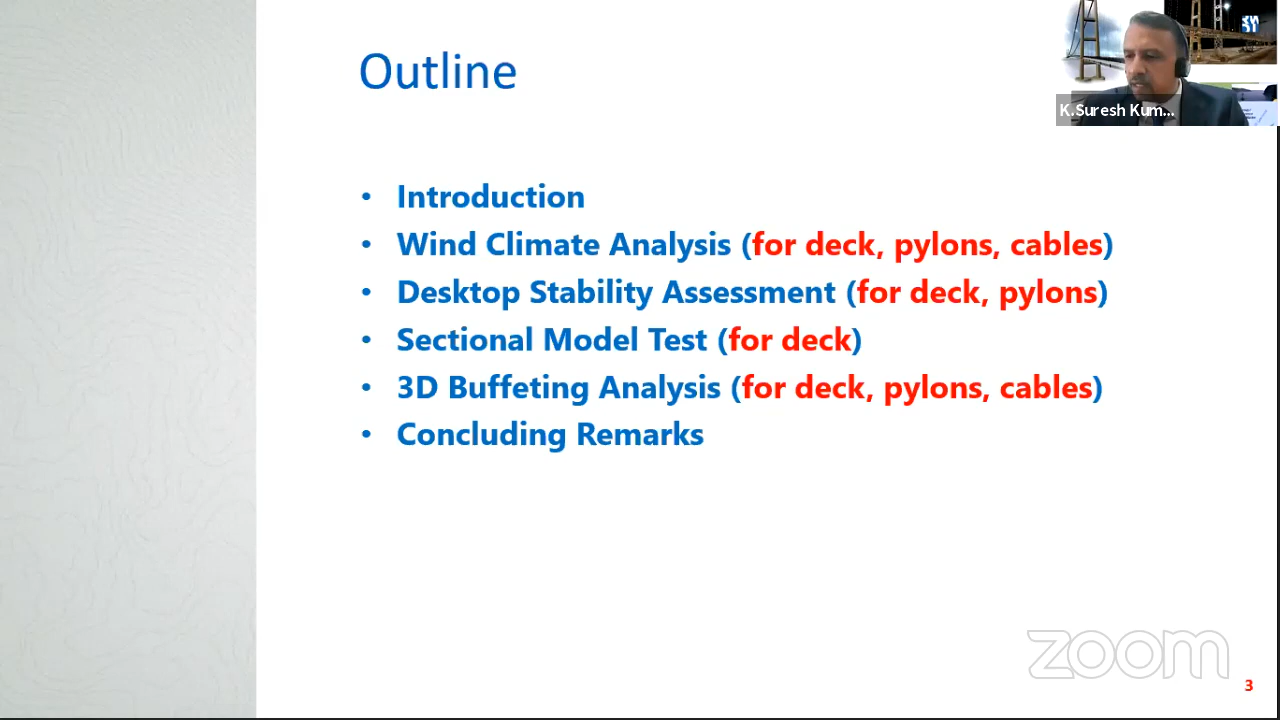 Outline
K.Suresh Kum...
• Introduction
• Wind Climate Analysis (for deck, pylons, cables)
• Desktop Stability Assessment (for deck, pylons)
• Sectional Model Test (for deck)
• 3D Buffeting Analysis (for deck, pylons, cables)
• Concluding Remarks
zoom
3